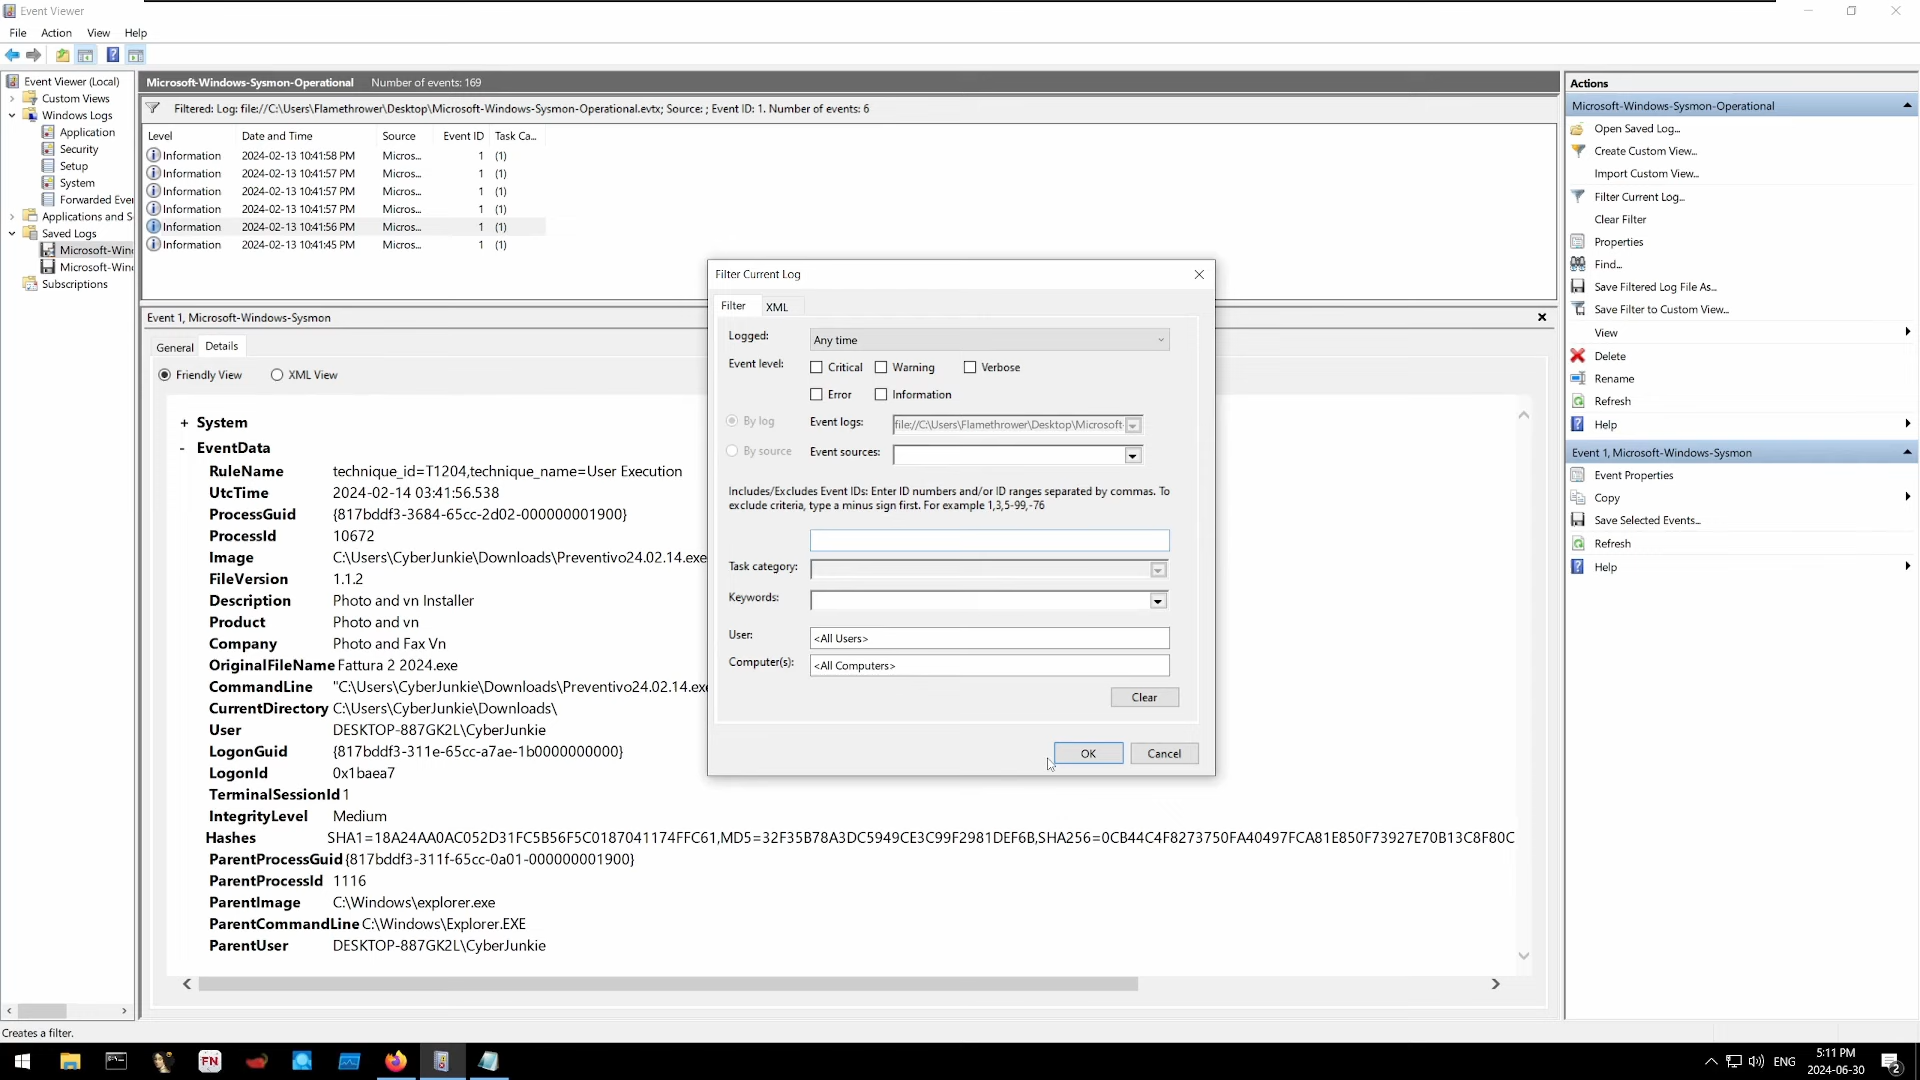 Event Viewer
File Action View Help
Event Viewer (Local)
Custom Views
Windows Logs
Application
Security
Setup
System
Forwarded Eve
Applications and S
Saved Logs
Microsoft-Win
Microsoft-Win
Subscriptions
Microsoft-Windows-Sysmon-Operational Number of events: 169
Filtered: Log: file://C:\Users\Flamethrower\Desktop\Microsoft-Windows-Sysmon-Operational.evtx; Source: ; Event ID: 1. Number of events: 6
Level Date and Time Source Event ID Task Ca...
Information 2024-02-13 10:41:58 PM Micros... 1 (1)
Information 2024-02-13 10:41:57 PM Micros... 1 (1)
Information 2024-02-13 10:41:57 PM Micros... 1 (1)
Information 2024-02-13 10:41:57 PM Micros... 1 (1)
Information 2024-02-13 10:41:56 PM Micros... 1 (1)
Information 2024-02-13 10:41:45 PM Micros... 1 (1)
Event 1, Microsoft-Windows-Sysmon
General Details
Friendly View XML View
+ System
- EventData
RuleName technique_id=T1204,technique_name=User Execution
UtcTime 2024-02-14 03:41:56.538
ProcessGuid {817bddf3-3684-65cc-2d02-000000001900}
ProcessId 10672
Image C:\Users\CyberJunkie\Downloads\Preventivo24.02.14.exe
FileVersion 1.1.2
Description Photo and vn Installer
Product Photo and vn
Company Photo and Fax Vn
OriginalFileName Fattura 2 2024.exe
CommandLine "C:\Users\CyberJunkie\Downloads\Preventivo24.02.14.exe
CurrentDirectory C:\Users\CyberJunkie\Downloads\
User DESKTOP-887GK2L\CyberJunkie
LogonGuid {817bddf3-311e-65cc-a7ae-1b0000000000}
LogonId 0x1baea7
TerminalSessionId 1
IntegrityLevel Medium
Hashes SHA1=18A24AA0AC052D31FC5B56F5C0187041174FFC61,MD5=32F35B78A3DC5949CE3C99F2981DEF6B,SHA256=0CB44C4F8273750FA40497FCA81E850F73927E70B13C8F80C
ParentProcessGuid {817bddf3-311f-65cc-0a01-000000001900}
ParentProcessId 1116
ParentImage C:\Windows\explorer.exe
ParentCommandLine C:\Windows\Explorer.EXE
ParentUser DESKTOP-887GK2L\CyberJunkie
Filter Current Log
Filter XML
Logged: Any time
Event level: Critical Warning Verbose
Error Information
By log Event logs: file://C:\Users\Flamethrower\Desktop\Microsoft-
By source Event sources:
Includes/Excludes Event IDs: Enter ID numbers and/or ID ranges separated by commas. To
exclude criteria, type a minus sign first. For example 1,3,5-99,-76
Task category:
Keywords:
User: <All Users>
Computer(s): <All Computers>
Clear
OK Cancel
Actions
Microsoft-Windows-Sysmon-Operational
Open Saved Log...
Create Custom View...
Import Custom View...
Filter Current Log...
Clear Filter
Properties
Find...
Save Filtered Log File As...
Save Filter to Custom View...
View
Delete
Rename
Refresh
Help
Event 1, Microsoft-Windows-Sysmon
Event Properties
Copy
Save Selected Events...
Refresh
Help
Creates a filter.
FN
ENG
5:11 PM
2024-06-30
2